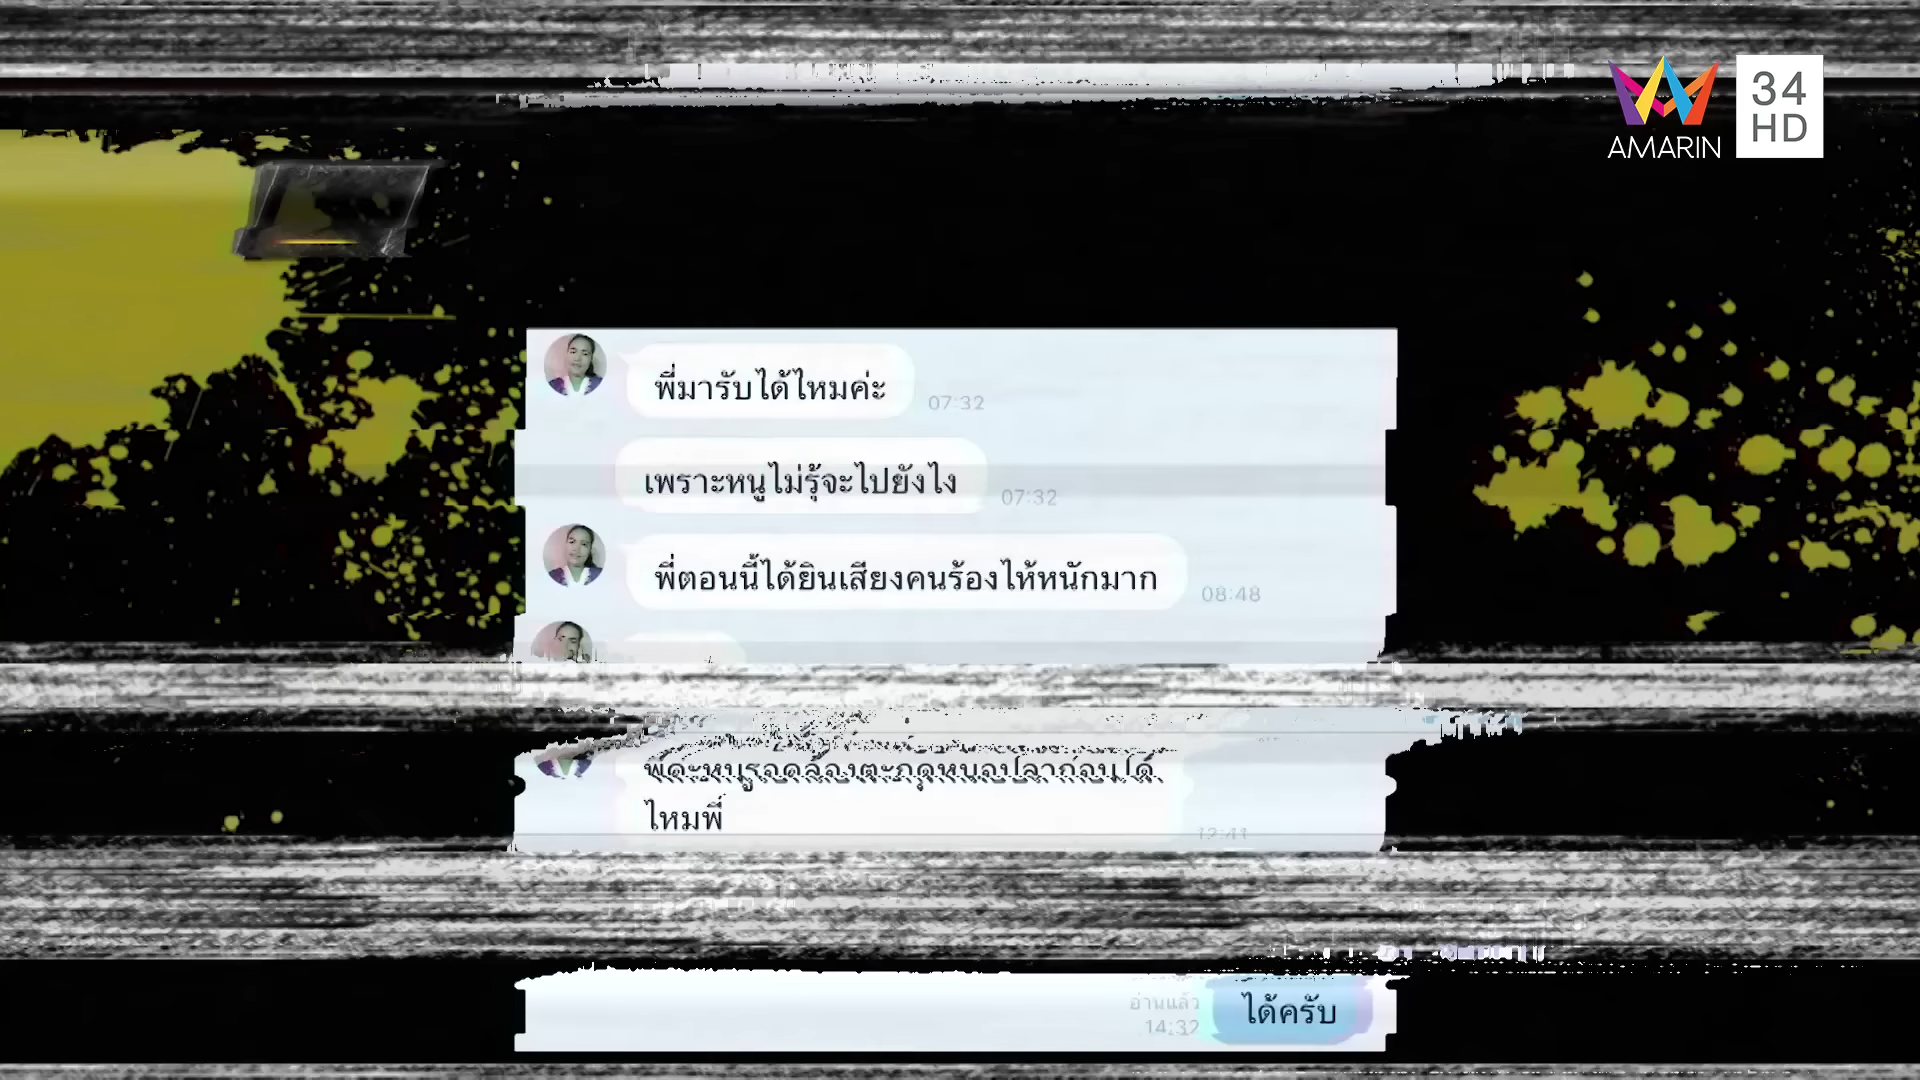 AMARIN
34
HD
พี่มารับได้ไหมค่ะ
07:32
เพราะหนูไม่รู้จะไปยังไง
07:32
พี่ตอนนี้ได้ยินเสียงคนร้องไห้หนักมาก
08:48
ไหมพี่
12:41
อ่านแล้ว
14:32
ได้ครับ